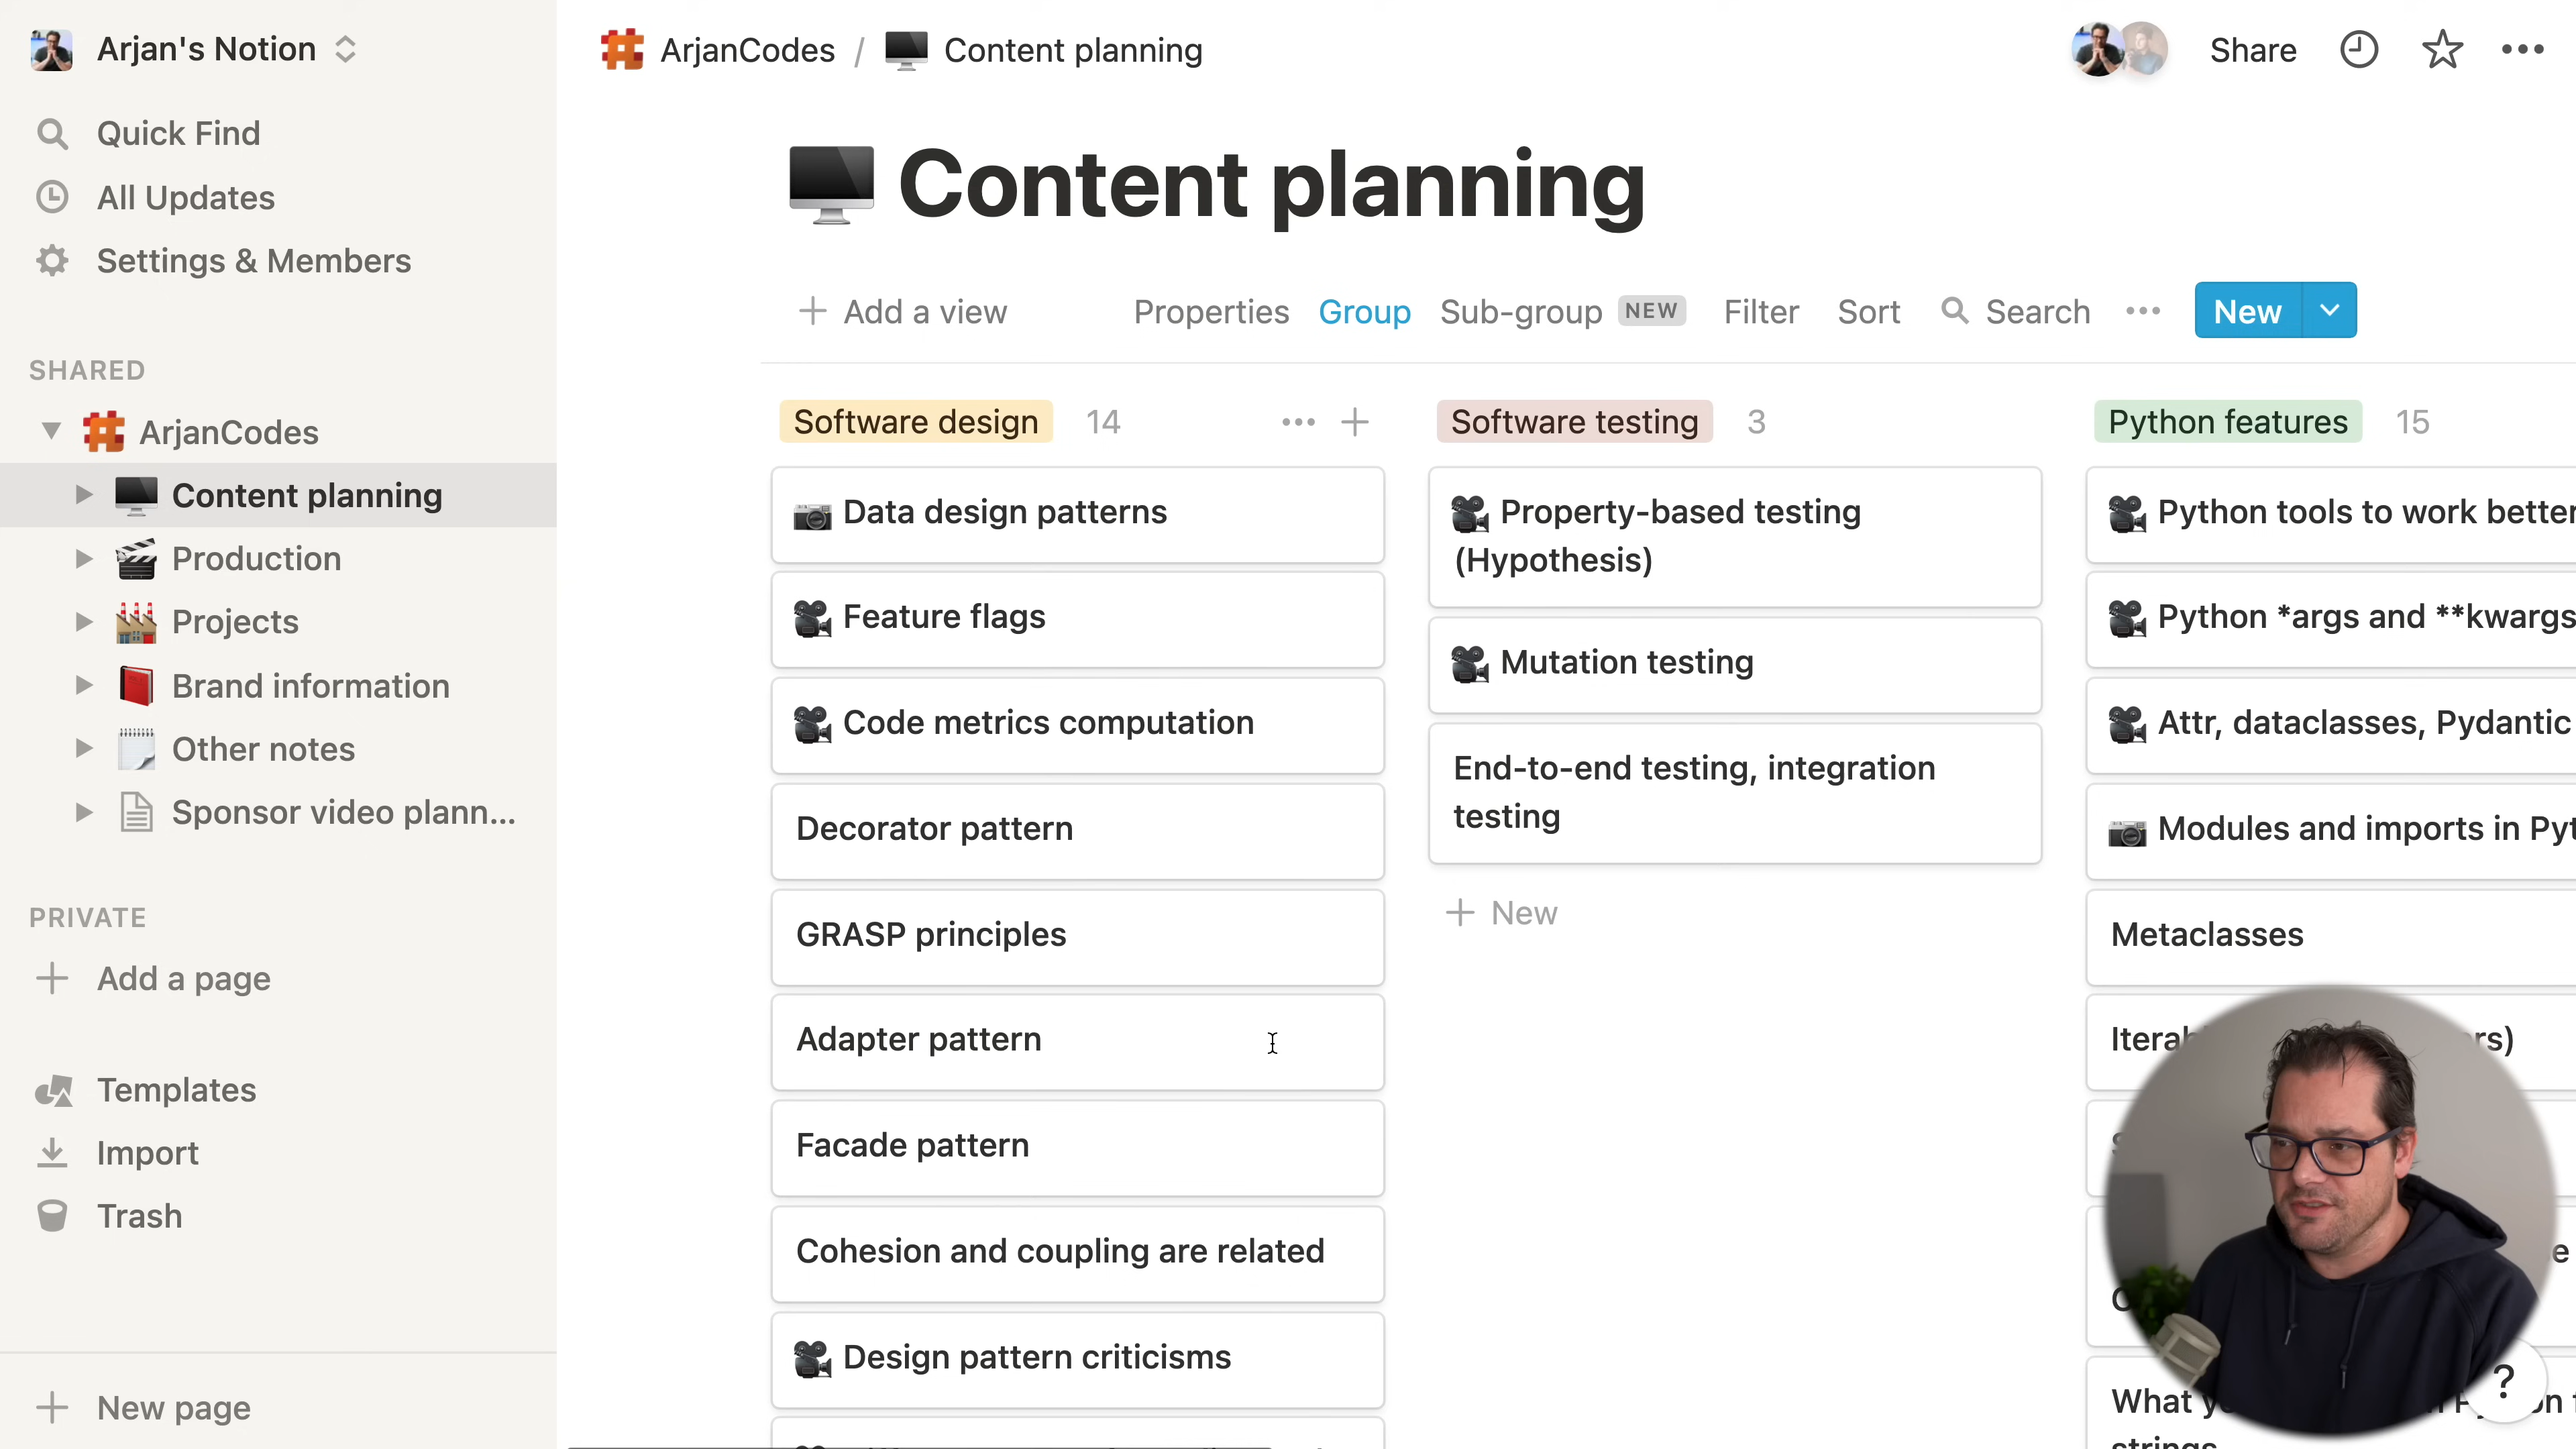 Arjan's Notion
Quick Find
All Updates
Settings & Members
SHARED
ArjanCodes
Content planning
Production
Projects
Brand information
Other notes
Sponsor video plann...
PRIVATE
Add a page
Templates
Import
Trash
New page
ArjanCodes / Content planning
Share
Content planning
Add a view
Properties Group Sub-group NEW Filter Sort Search
New
Software design 14
Data design patterns
Feature flags
Code metrics computation
Decorator pattern
GRASP principles
Adapter pattern
Facade pattern
Cohesion and coupling are related
Design pattern criticisms
Software testing 3
Property-based testing
(Hypothesis)
Mutation testing
End-to-end testing, integration
testing
New
Python features 15
Python tools to work better
Python *args and **kwargs
Attr, dataclasses, Pydantic
Modules and imports in Pyt
Metaclasses
What
strings
?